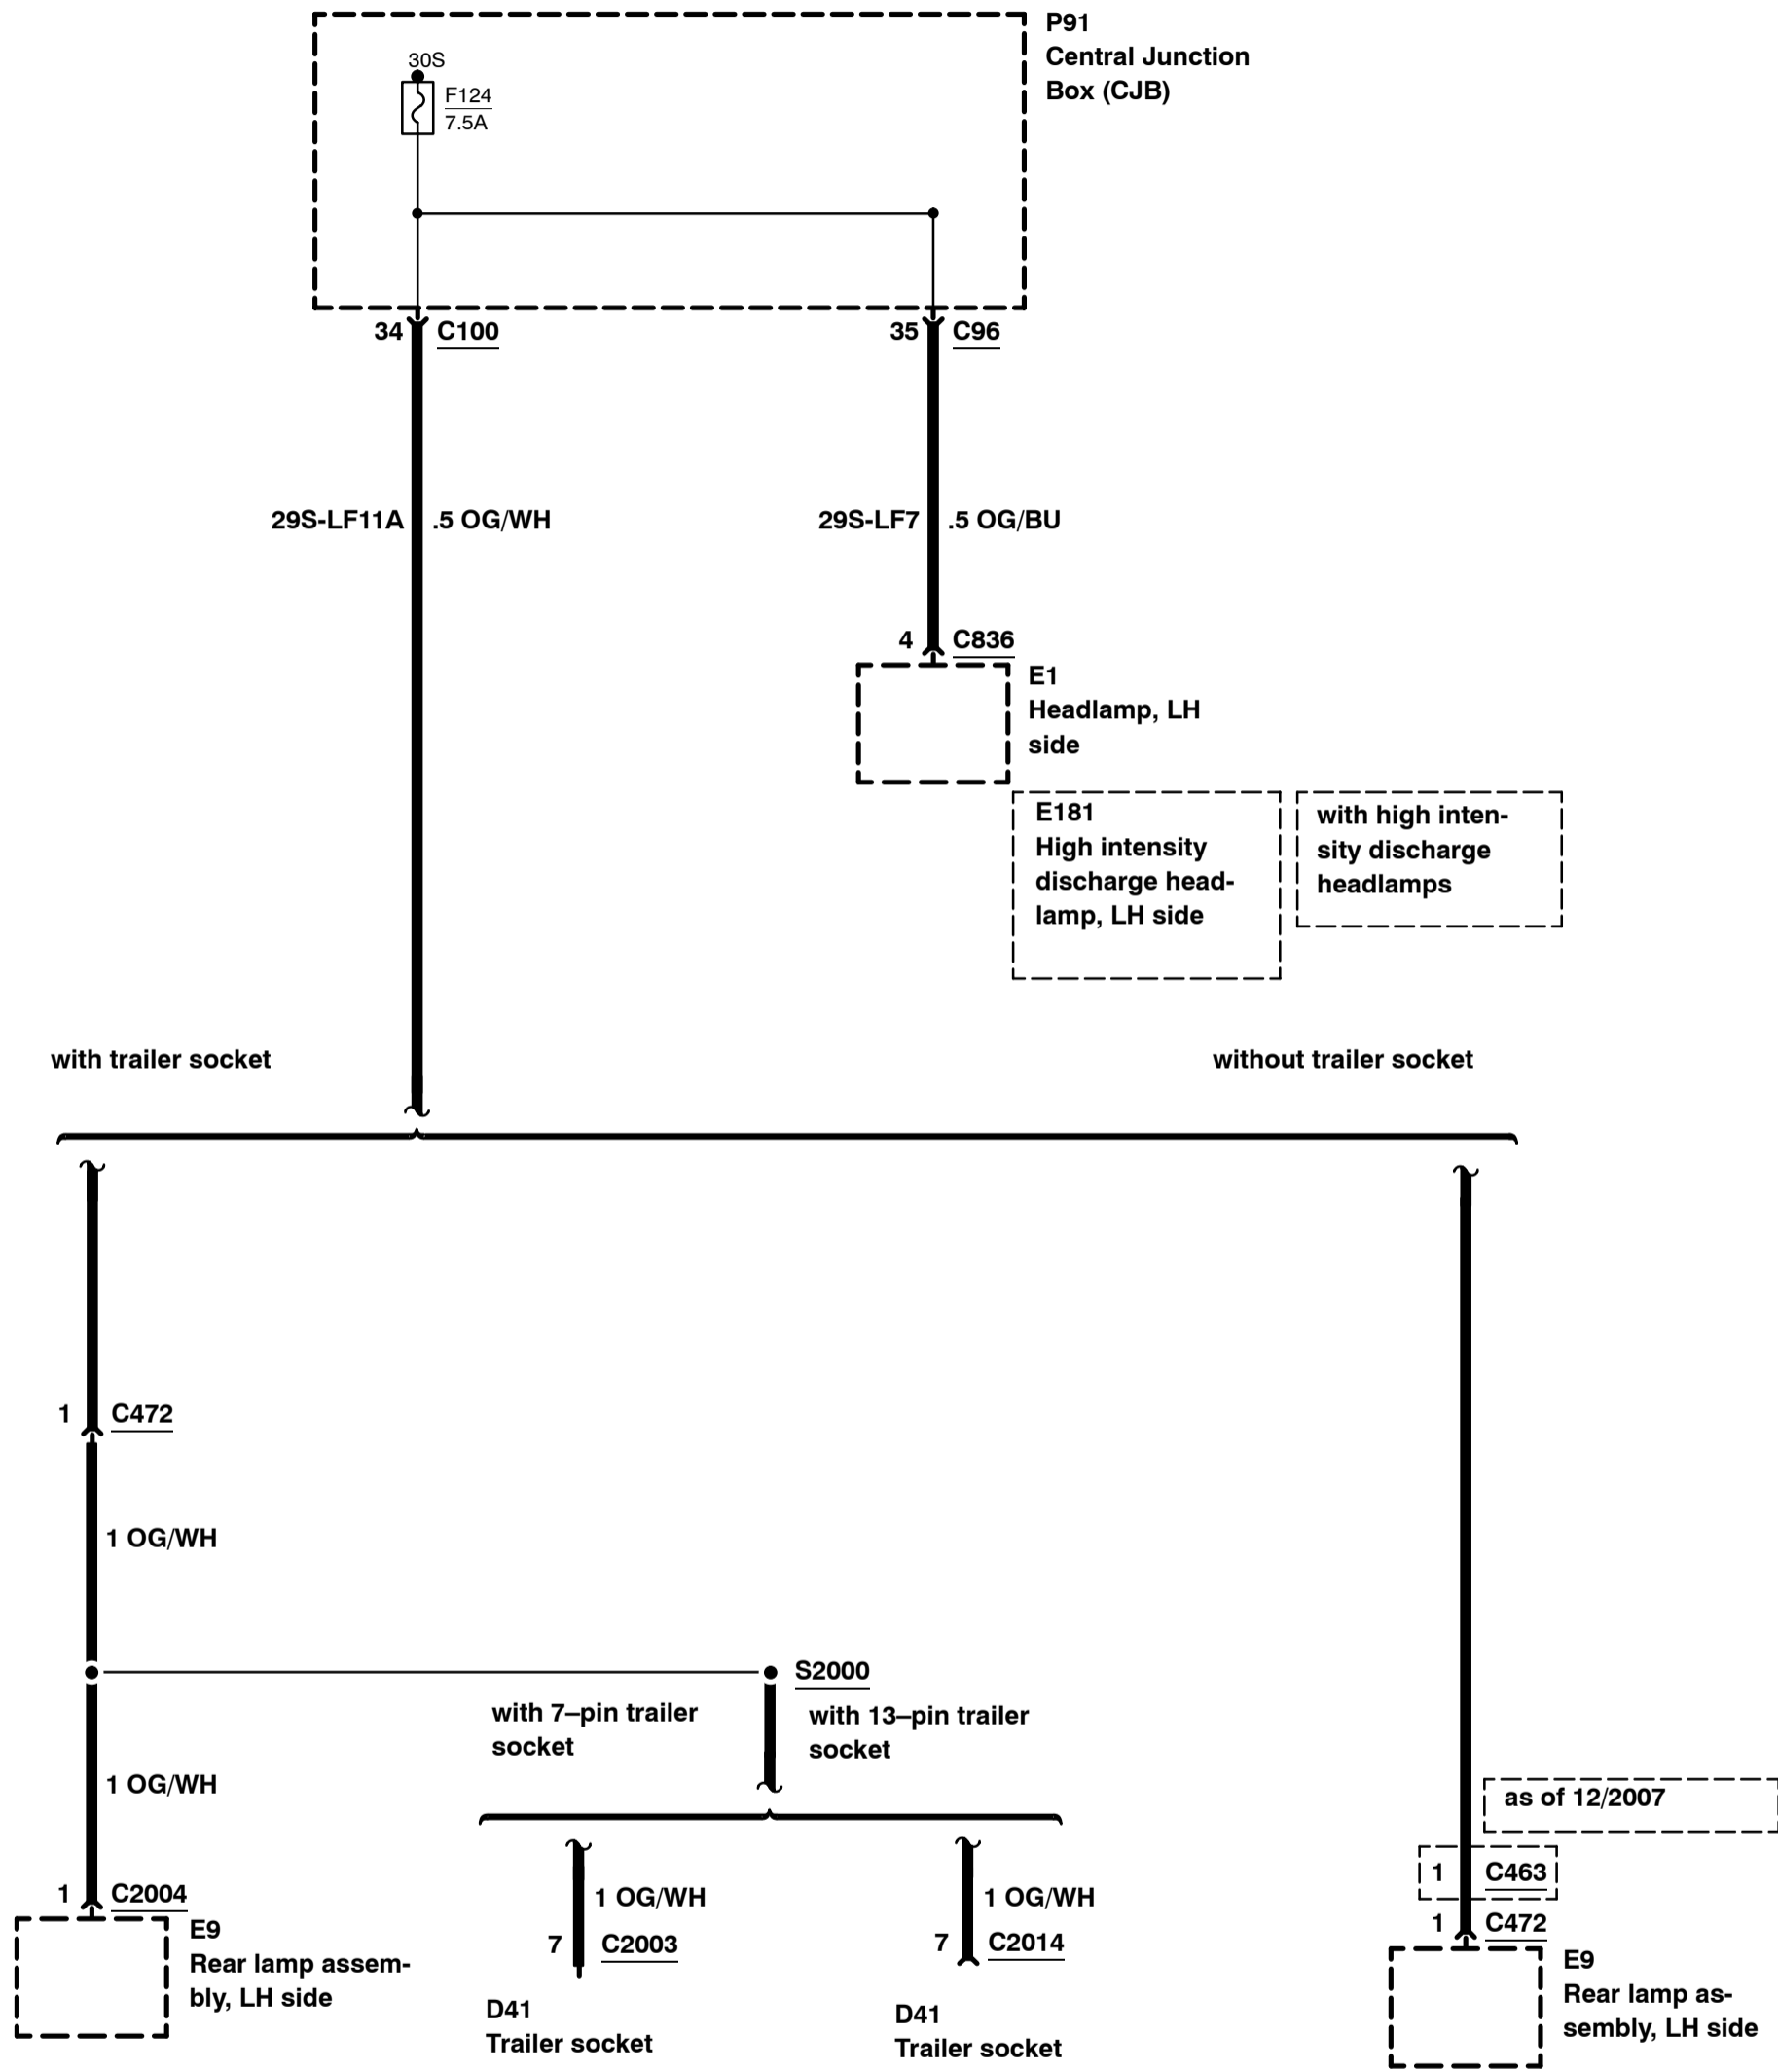 P91
Central Junction
Box (CJB)
30S
F124
7.5A
34 C100
35 C96
29S-LF11A .5 OG/WH
29S-LF7 .5 OG/BU
4 C836
E1
Headlamp, LH
side
E181
High intensity
discharge head-
lamp, LH side
with high inten-
sity discharge
headlamps
with trailer socket
without trailer socket
1 C472
1 OG/WH
S2000
with 7–pin trailer
socket
with 13–pin trailer
socket
1 OG/WH
as of 12/2007
1 C463
1 C472
1 C2004
E9
Rear lamp assem-
bly, LH side
1 OG/WH
7 C2003
D41
Trailer socket
1 OG/WH
7 C2014
D41
Trailer socket
E9
Rear lamp as-
sembly, LH side